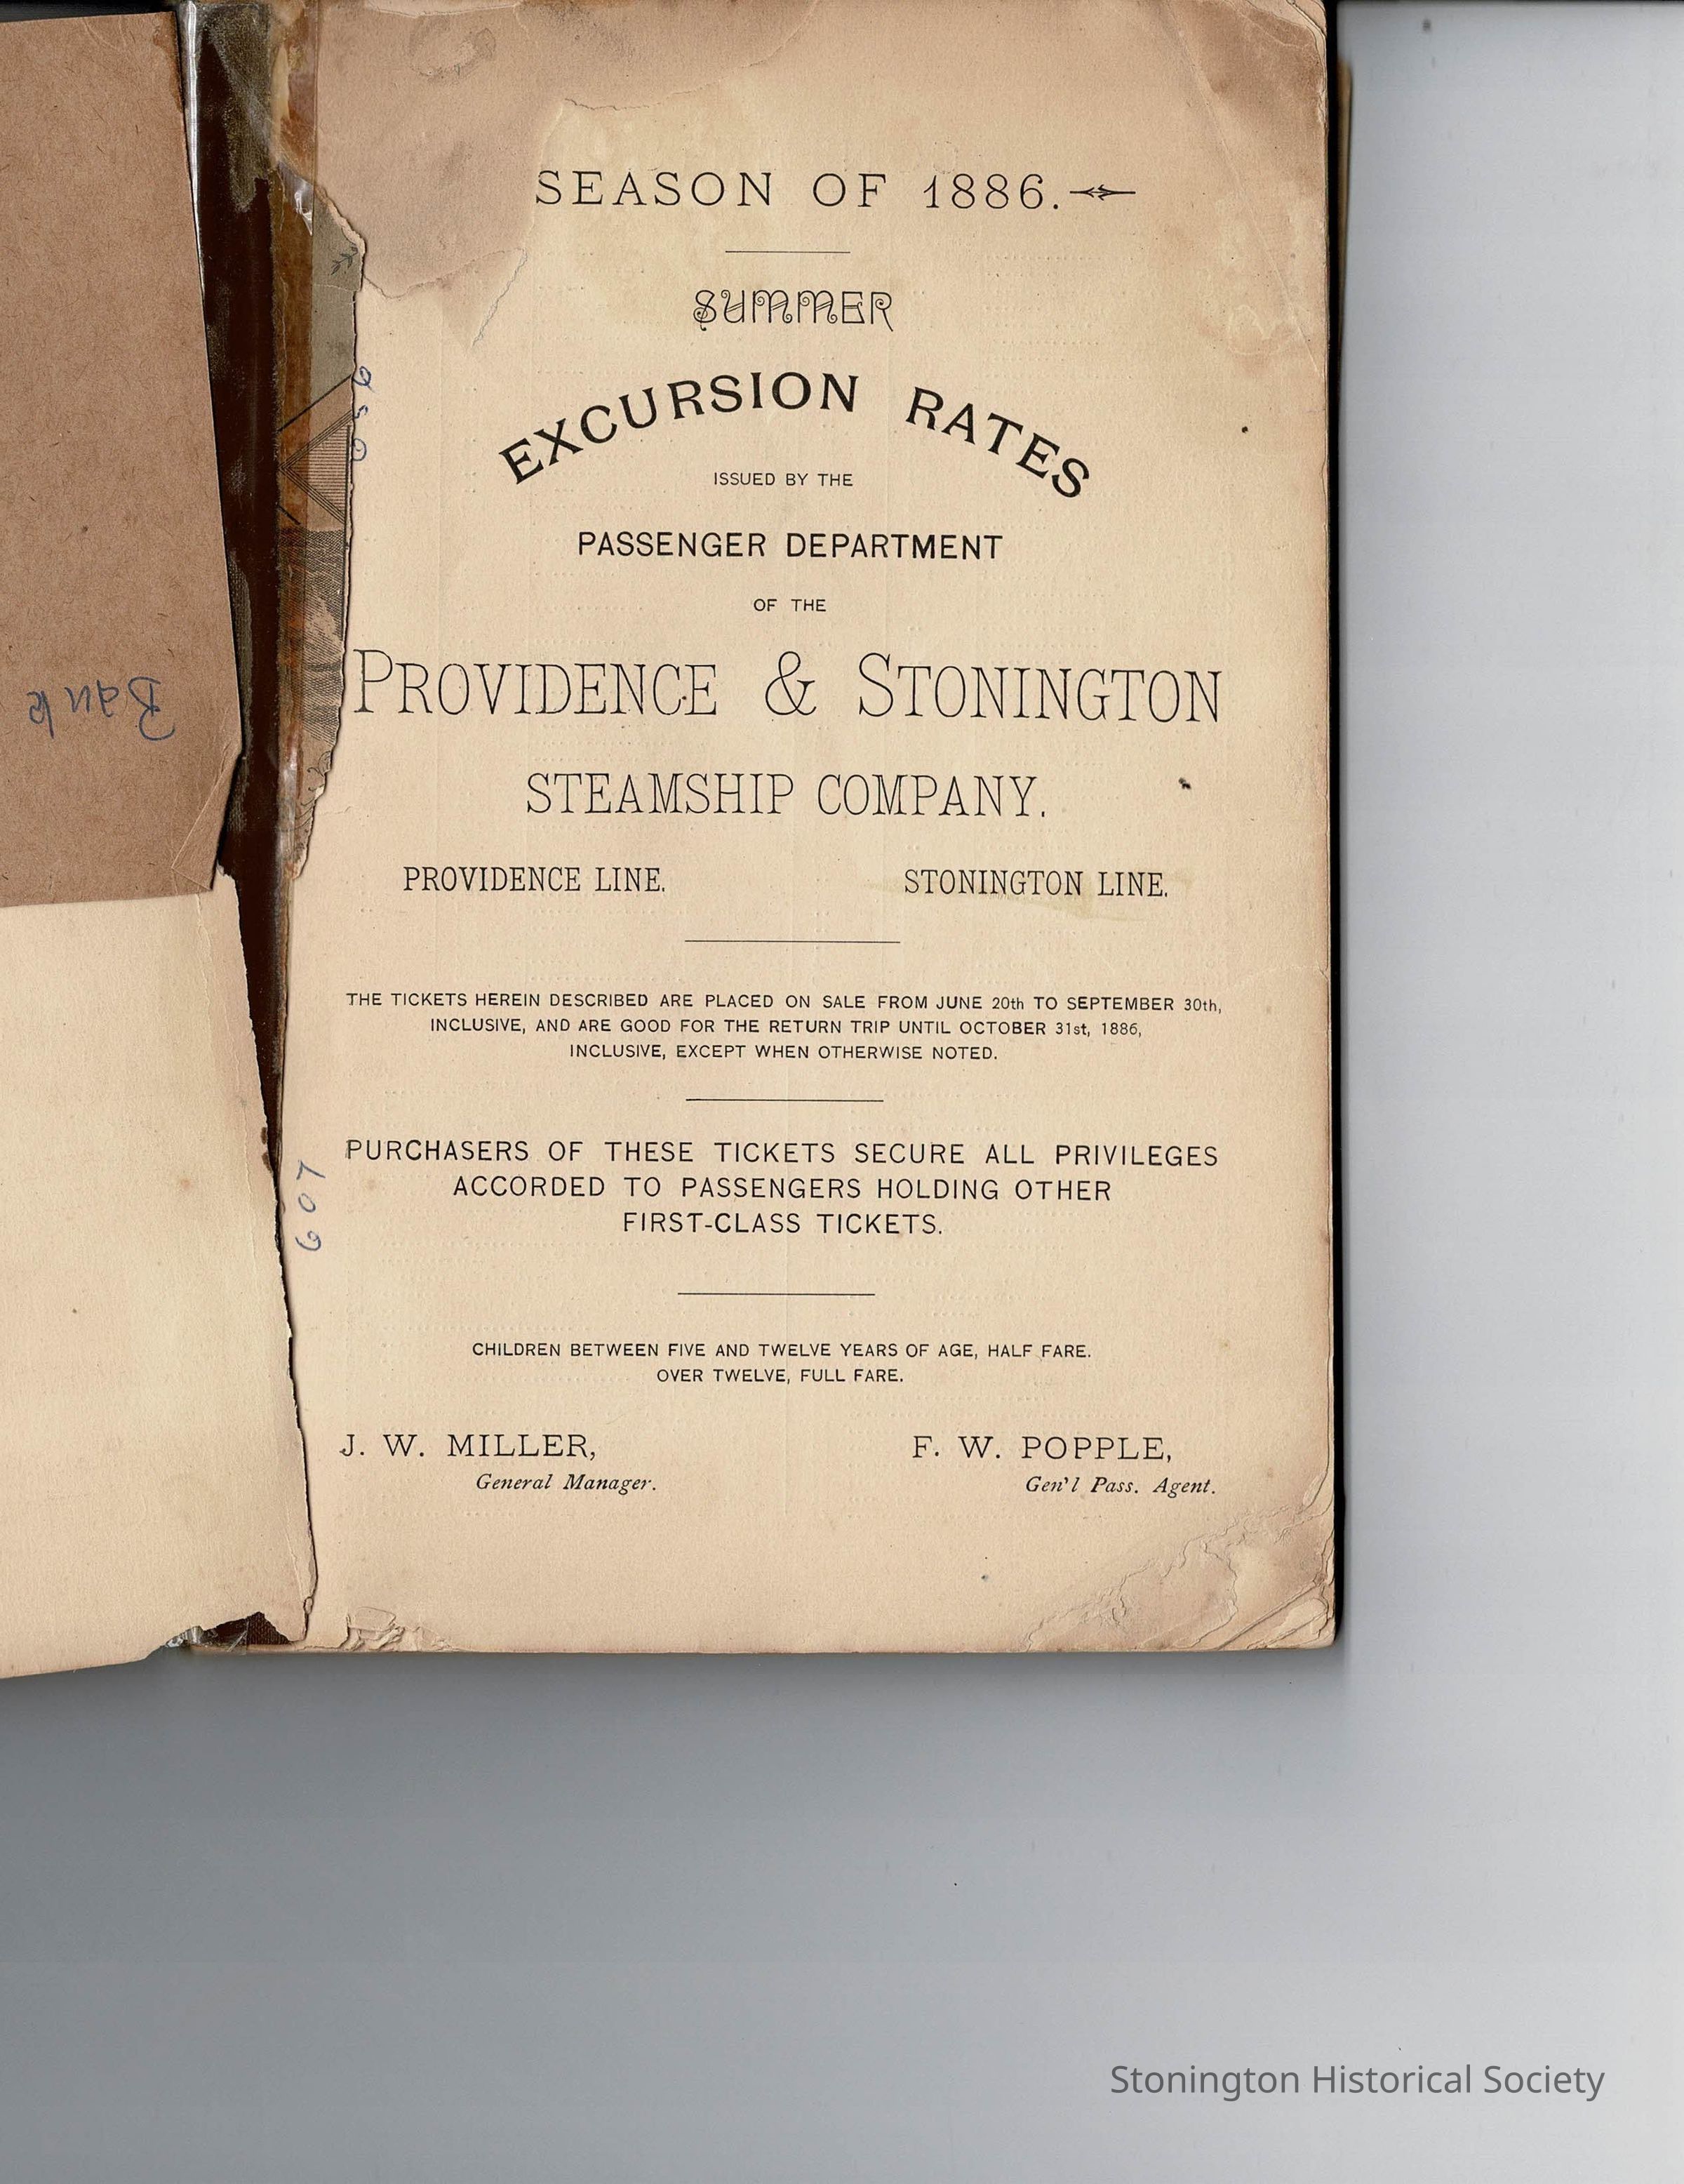 SEASON OF 1886.
SUMMER
EXCURSION RATES
ISSUED BY THE
PASSENGER DEPARTMENT
OF THE
PROVIDENCE & STONINGTON
STEAMSHIP COMPANY.
PROVIDENCE LINE. STONINGTON LINE.
THE TICKETS HEREIN DESCRIBED ARE PLACED ON SALE FROM JUNE 20th TO SEPTEMBER 30th,
INCLUSIVE, AND ARE GOOD FOR THE RETURN TRIP UNTIL OCTOBER 31st, 1886,
INCLUSIVE, EXCEPT WHEN OTHERWISE NOTED.
PURCHASERS OF THESE TICKETS SECURE ALL PRIVILEGES
ACCORDED TO PASSENGERS HOLDING OTHER
FIRST-CLASS TICKETS.
CHILDREN BETWEEN FIVE AND TWELVE YEARS OF AGE, HALF FARE.
OVER TWELVE, FULL FARE.
J. W. MILLER, F. W. POPPLE,
General Manager. Gen'l Pass. Agent.
Bank
607
Stonington Historical Society